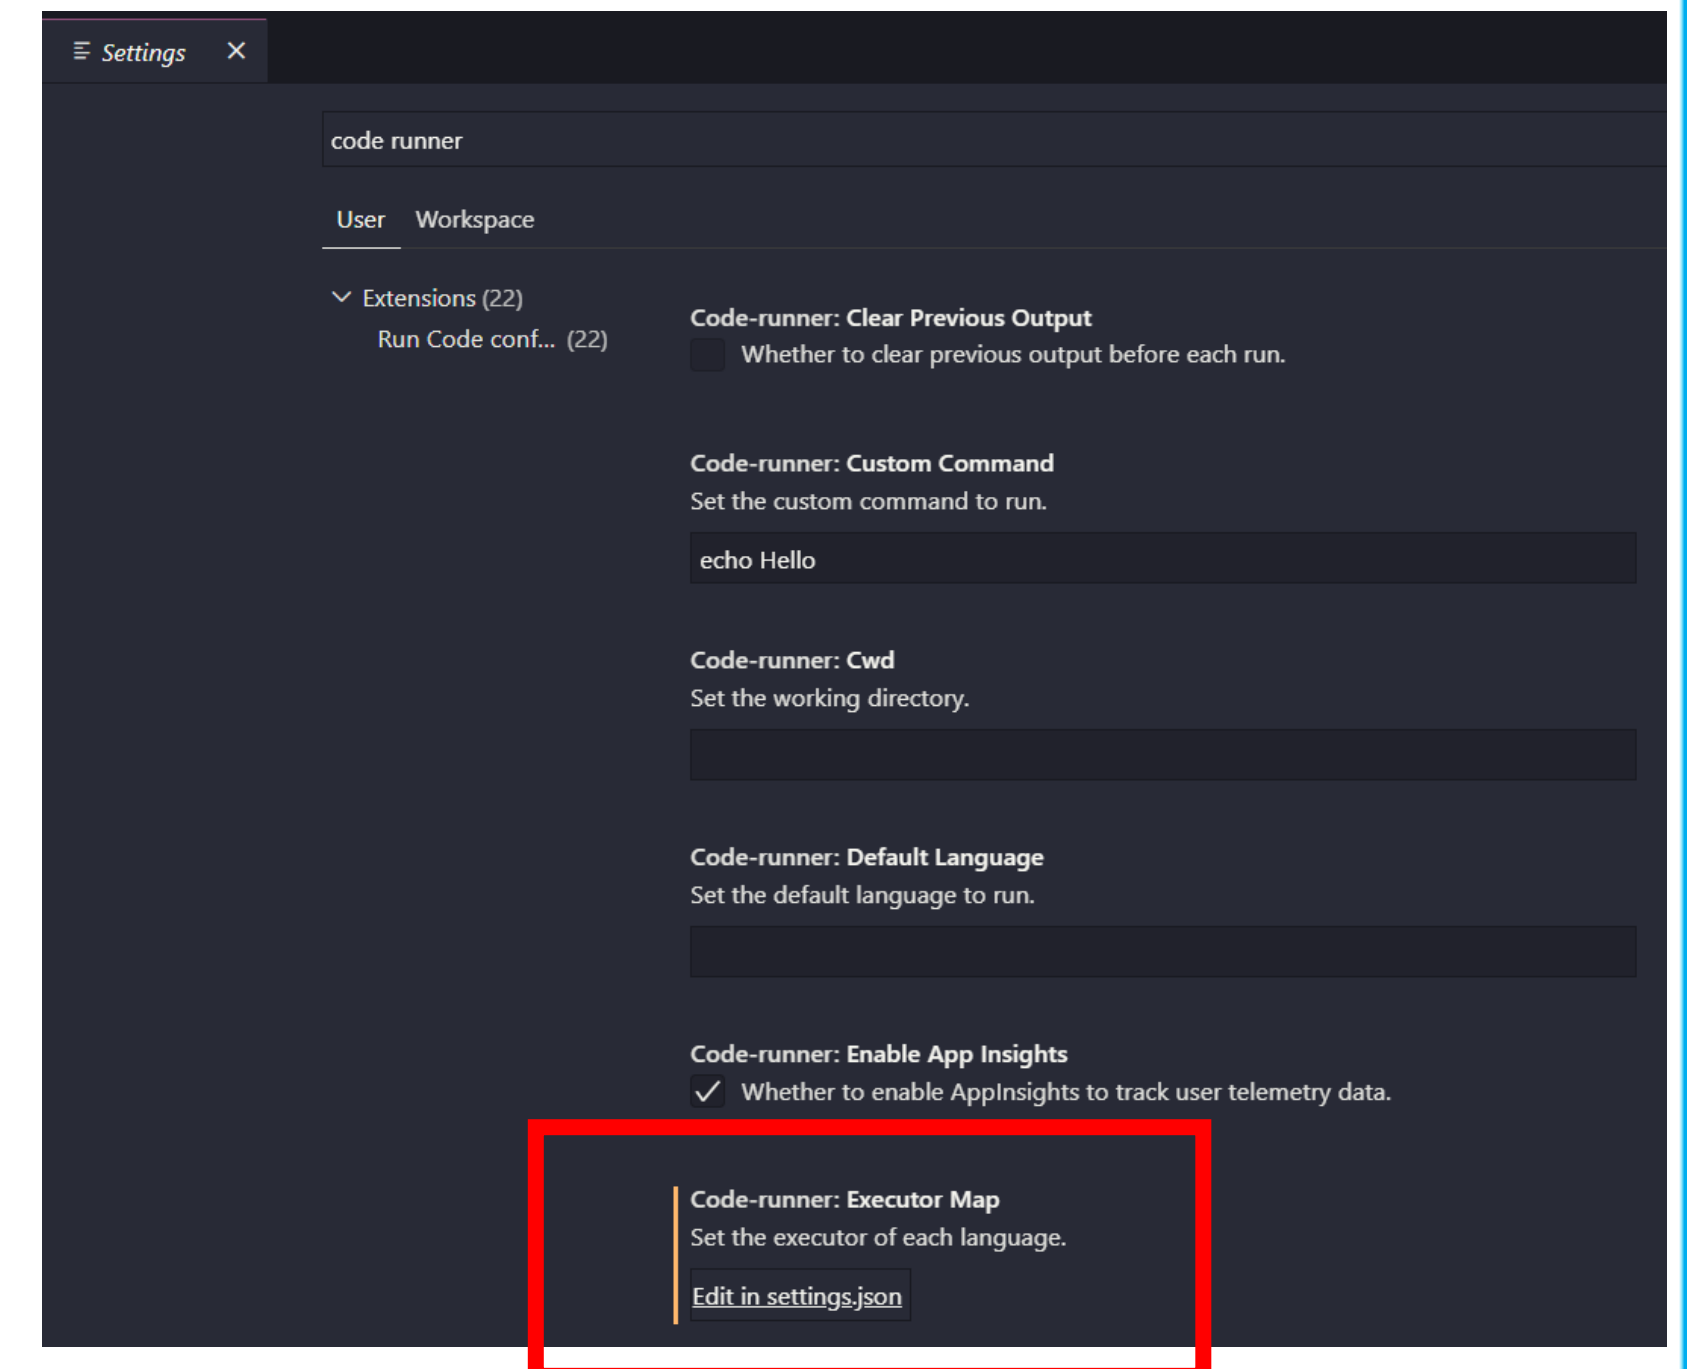 Settings
code runner
User Workspace
Extensions (22)
Run Code conf... (22)
Code-runner: Clear Previous Output
Whether to clear previous output before each run.
Code-runner: Custom Command
Set the custom command to run.
echo Hello
Code-runner: Cwd
Set the working directory.
Code-runner: Default Language
Set the default language to run.
Code-runner: Enable App Insights
Whether to enable AppInsights to track user telemetry data.
Code-runner: Executor Map
Set the executor of each language.
Edit in settings.json